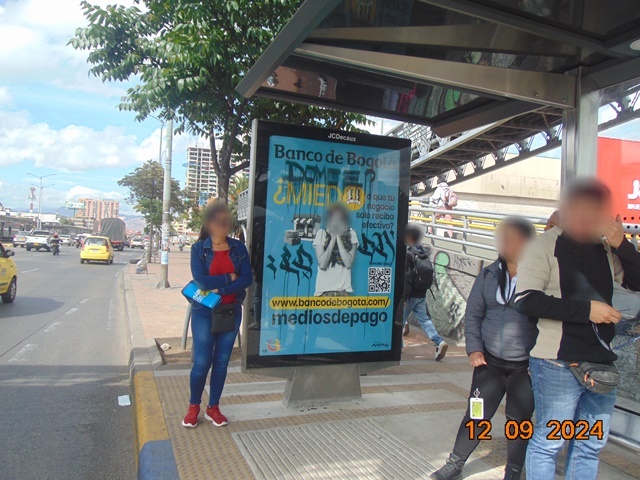 JCDecaux
Banco de Bogotá
¿MIEDO
a que tu
negocio
solo reciba
efectivo?
www.bancodebogota.com/
mediosdepago
12 09 2024